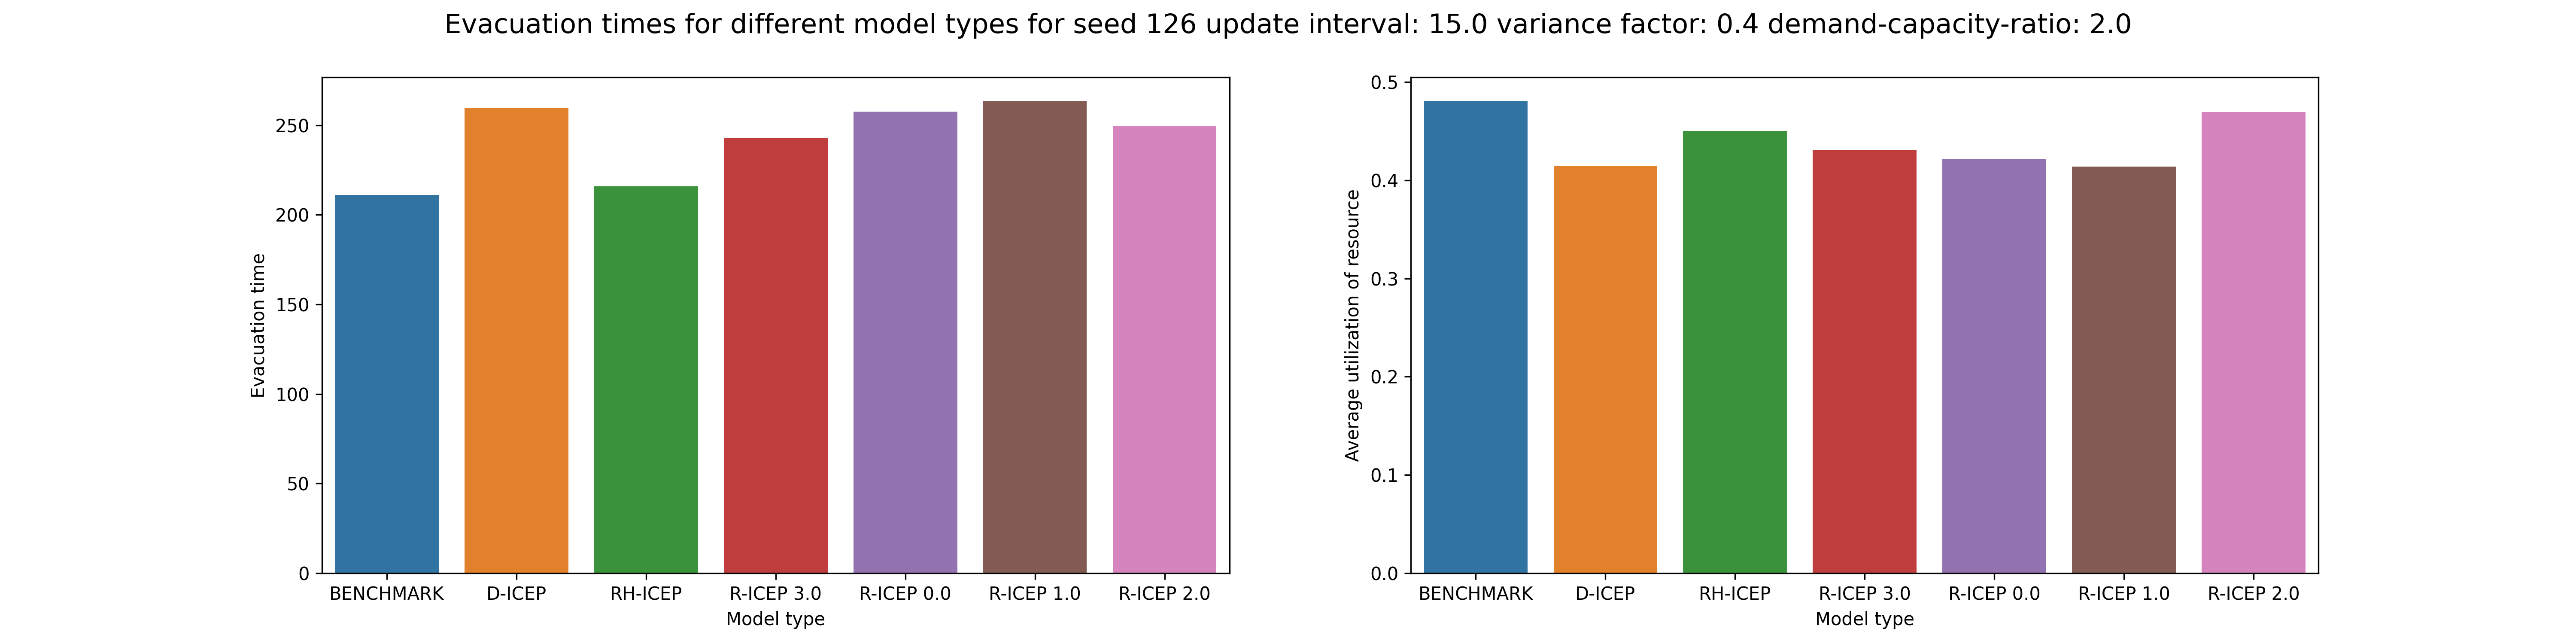 Evacuation times for different model types for seed 126 update interval: 15.0 variance factor: 0.4 demand-capacity-ratio: 2.0
Evacuation time
250
200
150
100
50
0
BENCHMARK D-ICEP RH-ICEP R-ICEP 3.0 R-ICEP 0.0 R-ICEP 1.0 R-ICEP 2.0
Model type
Average utilization of resource
0.5
0.4
0.3
0.2
0.1
0.0
BENCHMARK D-ICEP RH-ICEP R-ICEP 3.0 R-ICEP 0.0 R-ICEP 1.0 R-ICEP 2.0
Model type